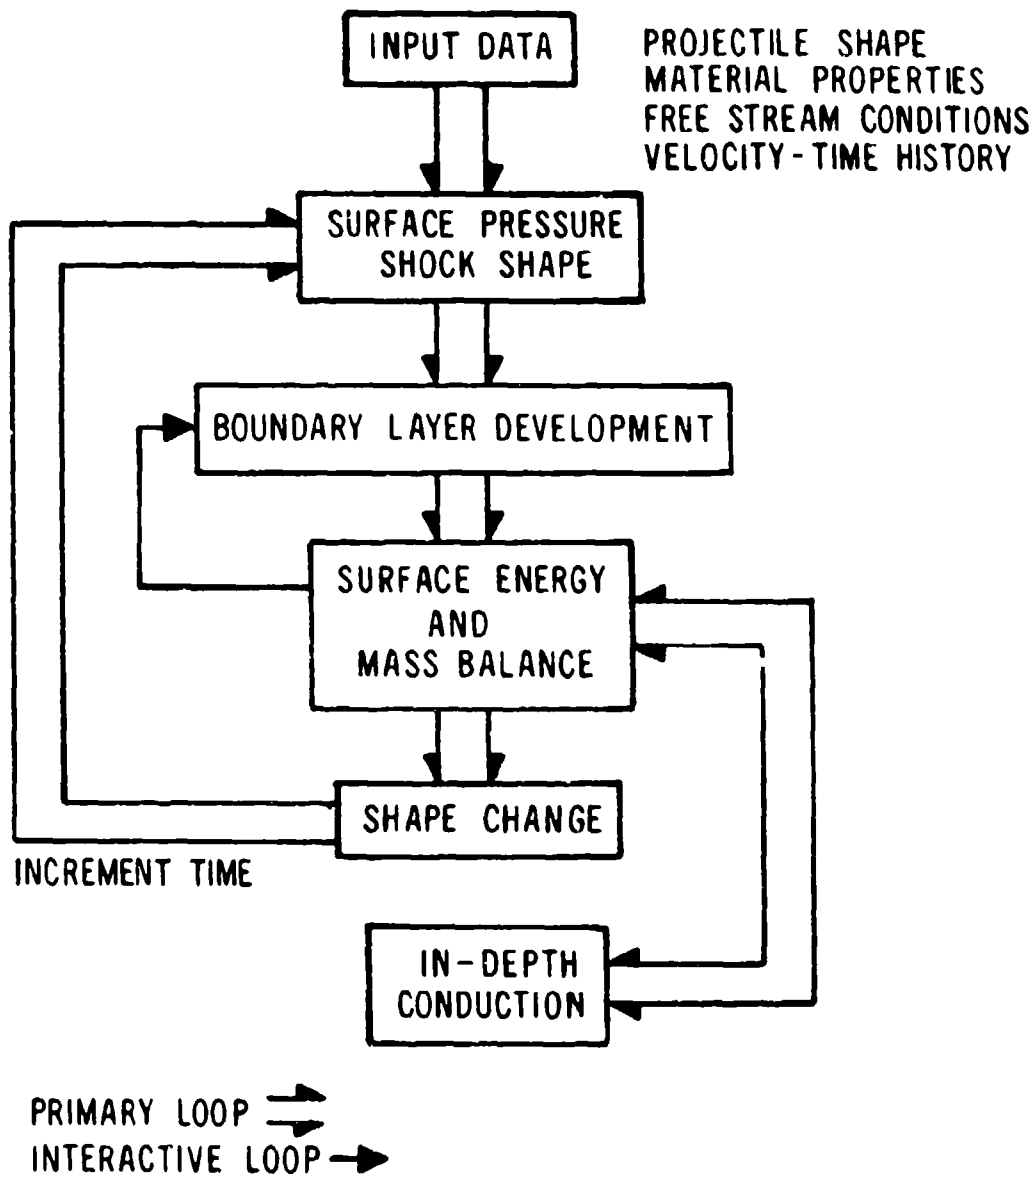 INPUT DATA
PROJECTILE SHAPE
MATERIAL PROPERTIES
FREE STREAM CONDITIONS
VELOCITY-TIME HISTORY
SURFACE PRESSURE
SHOCK SHAPE
BOUNDARY LAYER DEVELOPMENT
SURFACE ENERGY
AND
MASS BALANCE
SHAPE CHANGE
INCREMENT TIME
IN-DEPTH
CONDUCTION
PRIMARY LOOP
INTERACTIVE LOOP